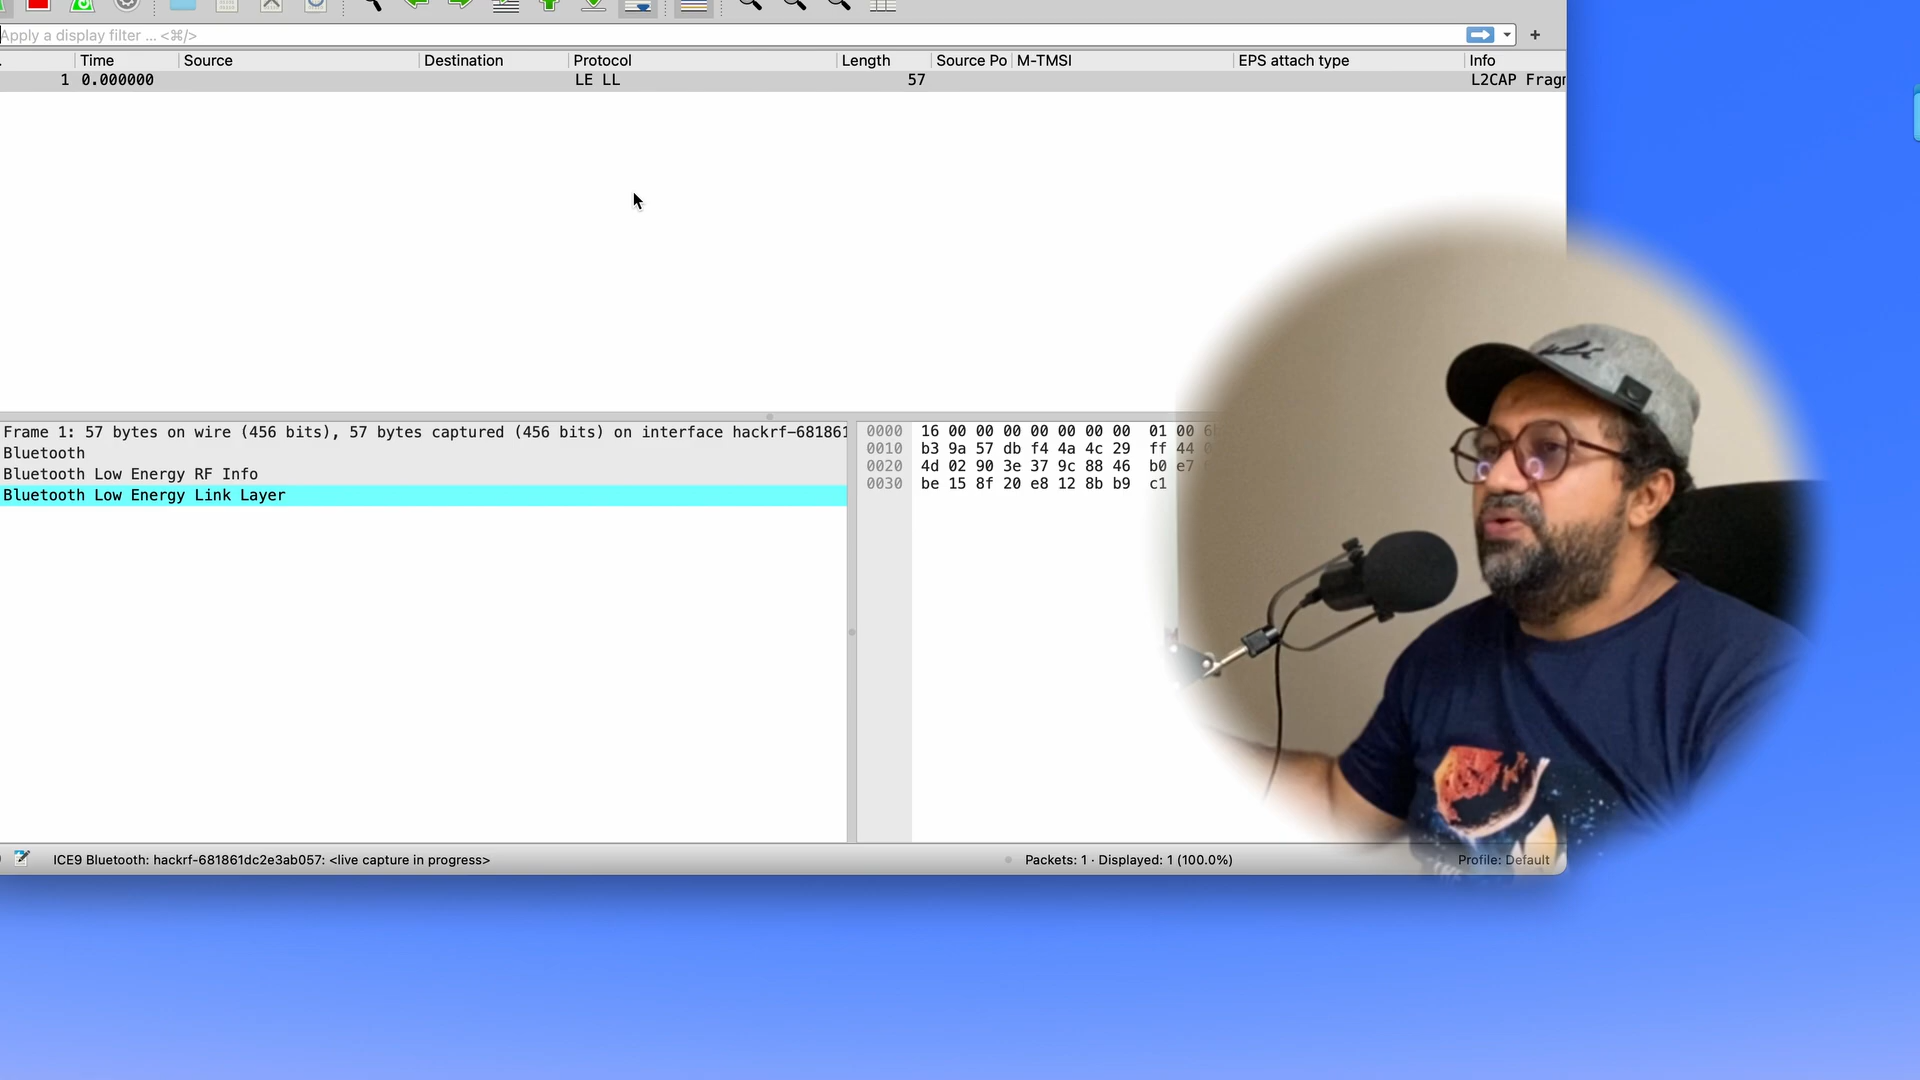 Apply a display filter ... <⌘/>
Time Source Destination Protocol Length Source Po M-TMSI EPS attach type Info
1 0.000000 LE LL 57 L2CAP Fragm
Frame 1: 57 bytes on wire (456 bits), 57 bytes captured (456 bits) on interface hackrf-681861
Bluetooth
Bluetooth Low Energy RF Info
Bluetooth Low Energy Link Layer
0000 16 00 00 00 00 00 00 00 01 00
0010 b3 9a 57 db f4 4a 4c 29 ff 44
0020 4d 02 90 3e 37 9c 88 46 b0 e7
0030 be 15 8f 20 e8 12 8b b9 c1
ICE9 Bluetooth: hackrf-681861dc2e3ab057: <live capture in progress>
Packets: 1 · Displayed: 1 (100.0%)
Profile: Default